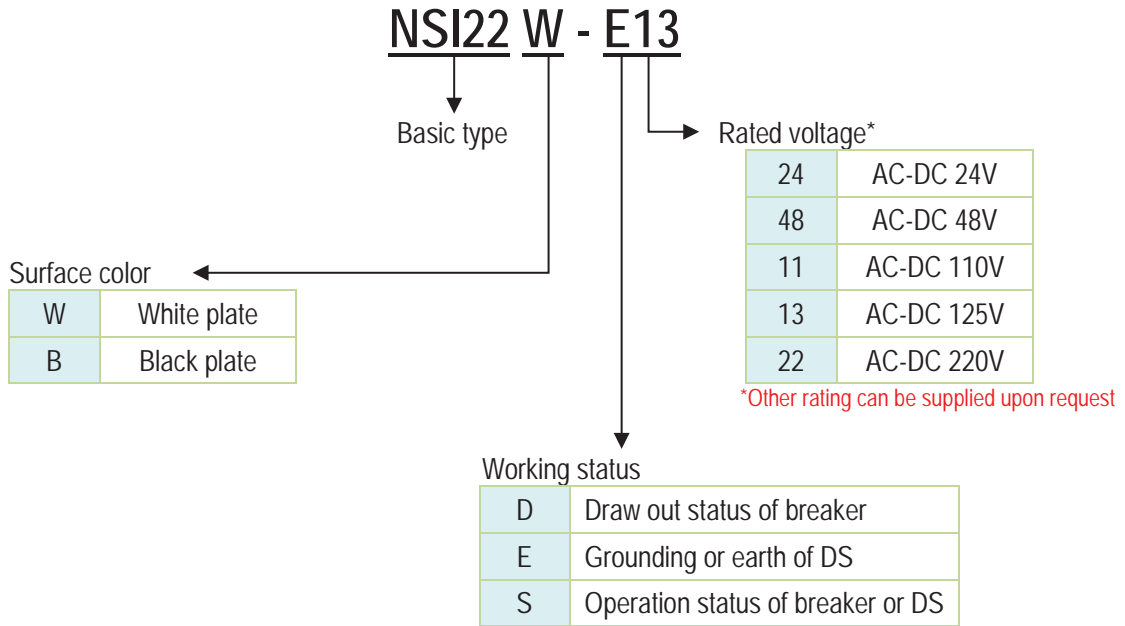 NSI22 W - E13
Basic type
Rated voltage*
24 AC-DC 24V
48 AC-DC 48V
11 AC-DC 110V
13 AC-DC 125V
22 AC-DC 220V
*Other rating can be supplied upon request
Surface color
W White plate
B Black plate
Working status
D Draw out status of breaker
E Grounding or earth of DS
S Operation status of breaker or DS